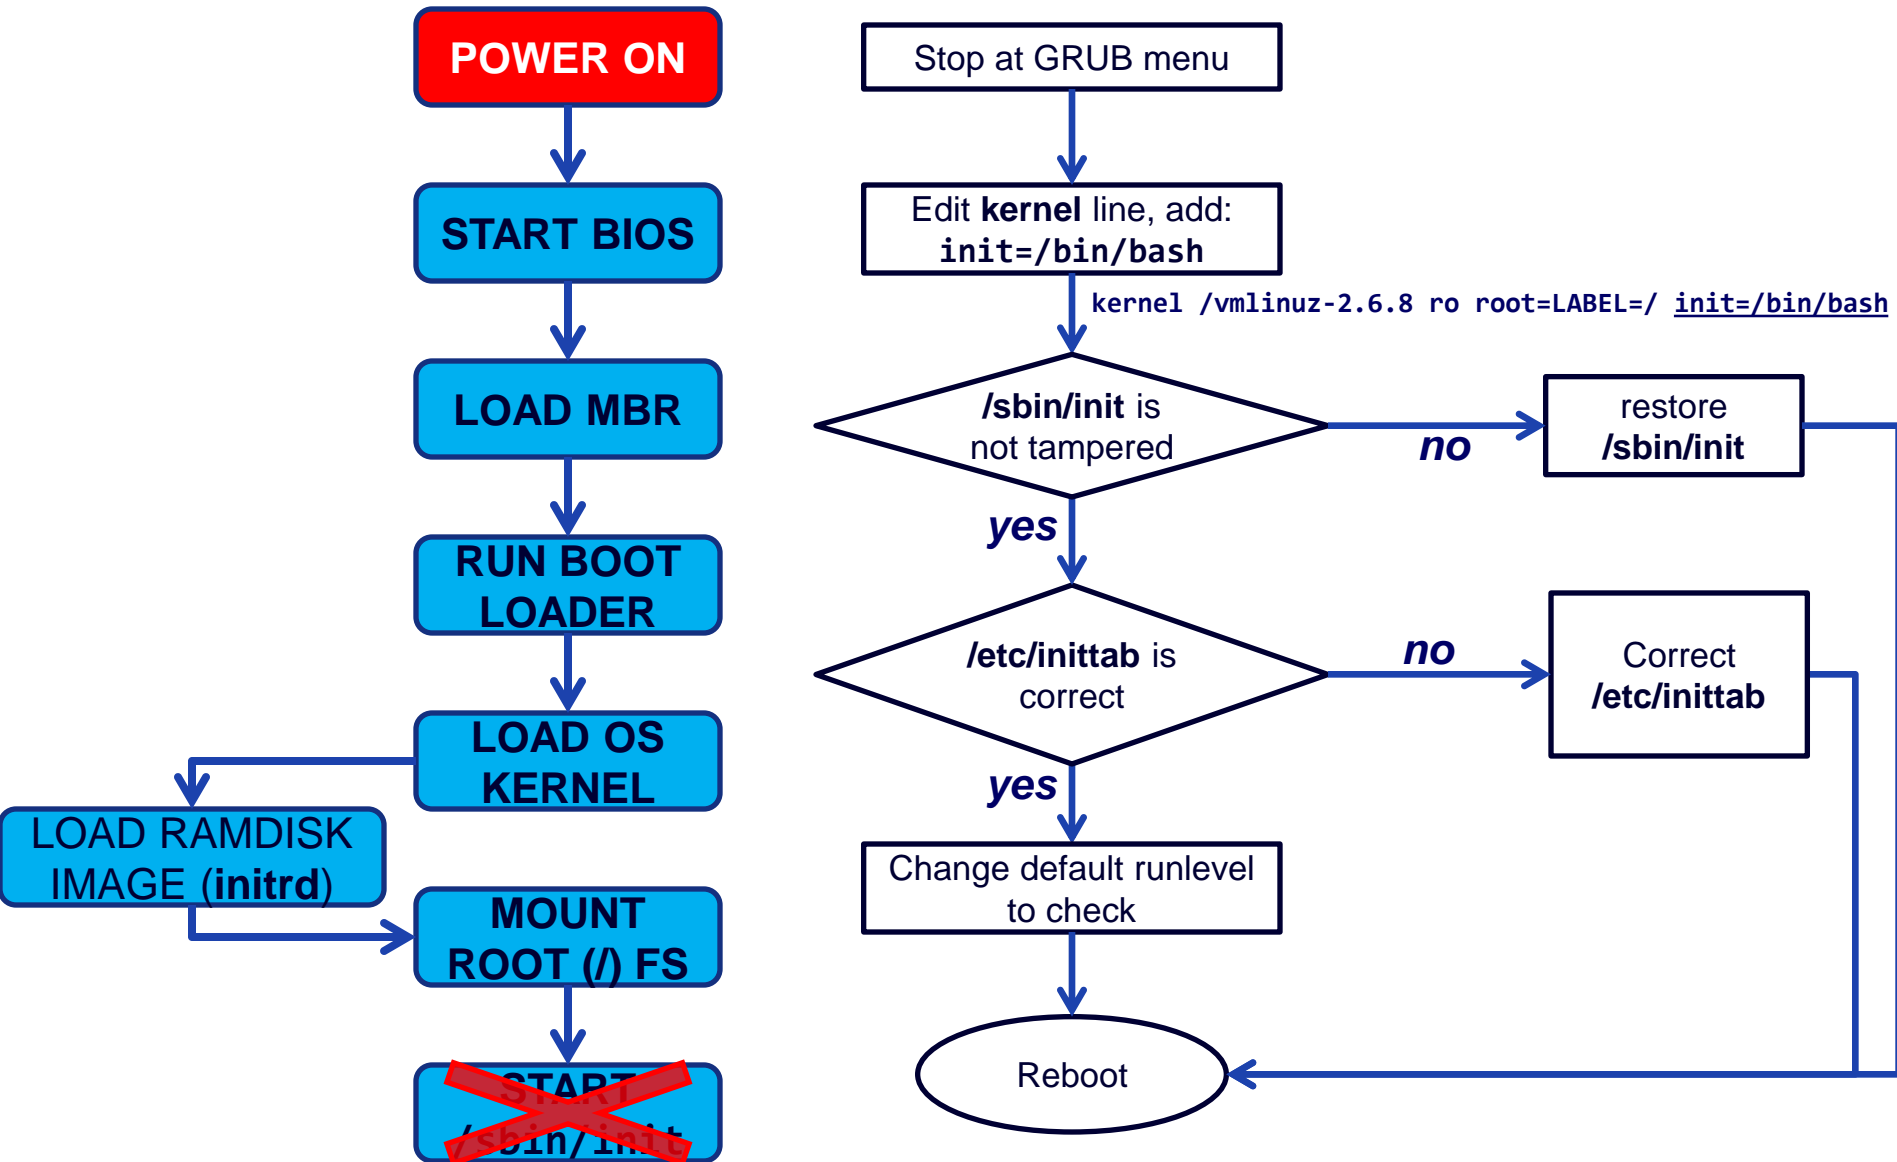 POWER ON
START BIOS
LOAD MBR
RUN BOOT
LOADER
LOAD OS
KERNEL
LOAD RAMDISK
IMAGE (initrd)
MOUNT
ROOT (/) FS
START
/sbin/init
Stop at GRUB menu
Edit kernel line, add:
init=/bin/bash
kernel /vmlinuz-2.6.8 ro root=LABEL=/ init=/bin/bash
/sbin/init is
not tampered
no
restore
/sbin/init
yes
/etc/inittab is
correct
no
Correct
/etc/inittab
yes
Change default runlevel
to check
Reboot